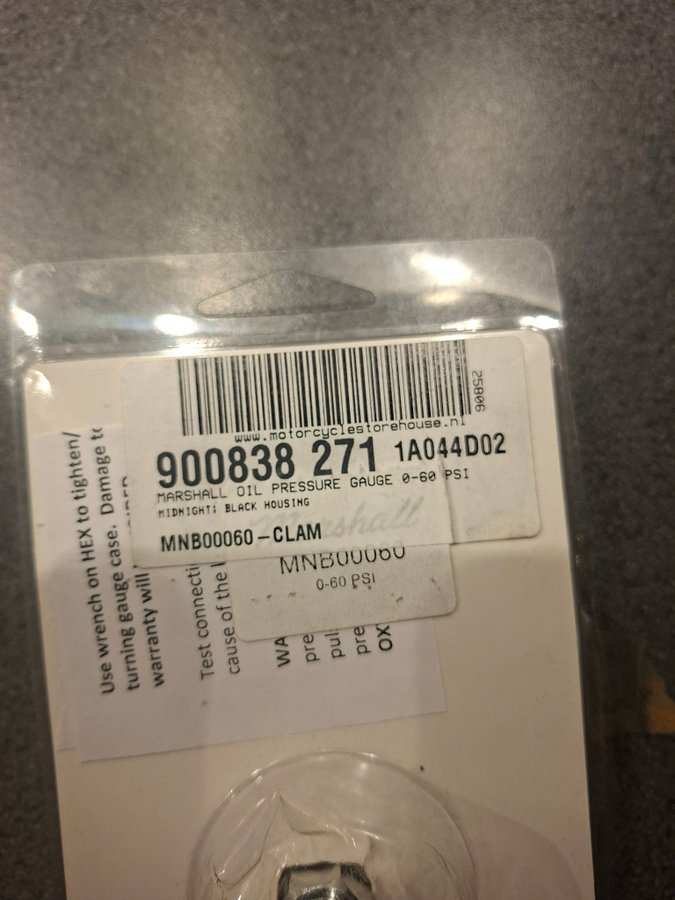 25806
www.motorcyclestorehouse.nl
900838 271 1A044D02
MARSHALL OIL PRESSURE GAUGE 0-60 PSI
MIDNIGHT; BLACK HOUSING
MNB00060-CLAM
Marshall
MNB00060
0-60 PSI
Use wrench on HEX to tighten/
turning gauge case. Damage to
warranty will
Test connecti
cause of the
WA
pre
pul
pre
OX